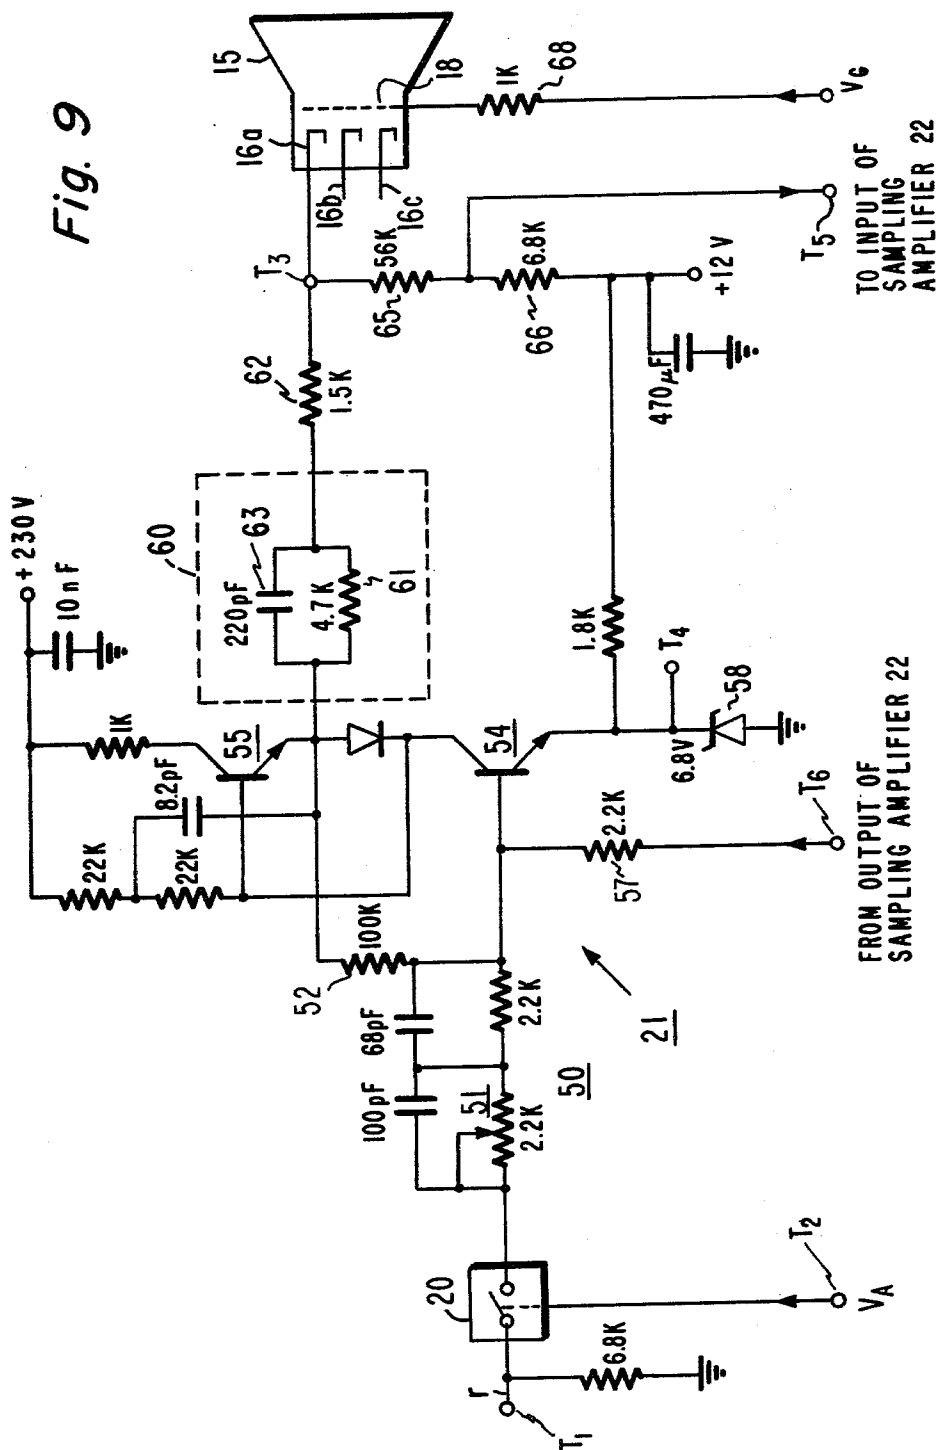 Fig. 9
+230V
10nF
1K
22K
8.2pF
22K
55
60
220pF
63
4.7K
61
62
1.5K
T3
16a
16b
16c
15
18
1K
68
VG
56K
65
6.8K
66
T5
TO INPUT OF
SAMPLING
AMPLIFIER 22
+12V
470μF
1.8K
T4
54
6.8V
58
52
100K
68pF
100pF
51
2.2K
2.2K
50
21
57
2.2K
T6
FROM OUTPUT OF
SAMPLING AMPLIFIER 22
20
r
T1
6.8K
VA
T2